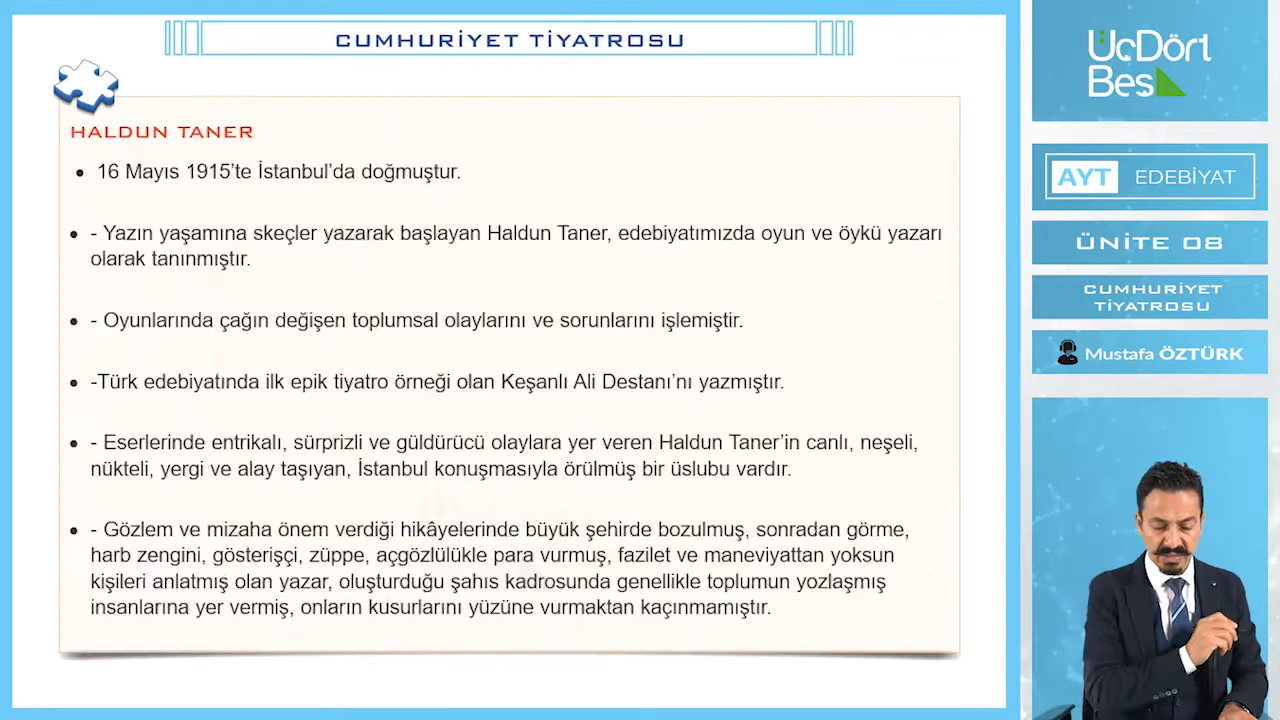 CUMHURİYET TİYATROSU
HALDUN TANER
• 16 Mayıs 1915’te İstanbul’da doğmuştur.
• - Yazın yaşamına skeçler yazarak başlayan Haldun Taner, edebiyatımızda oyun ve öykü yazarı
olarak tanınmıştır.
• - Oyunlarında çağın değişen toplumsal olaylarını ve sorunlarını işlemiştir.
• -Türk edebiyatında ilk epik tiyatro örneği olan Keşanlı Ali Destanı’nı yazmıştır.
• - Eserlerinde entrikalı, sürprizli ve güldürücü olaylara yer veren Haldun Taner’in canlı, neşeli,
nükteli, yergi ve alay taşıyan, İstanbul konuşmasıyla örülmüş bir üslubu vardır.
• - Gözlem ve mizaha önem verdiği hikâyelerinde büyük şehirde bozulmuş, sonradan görme,
harb zengini, gösterişçi, züppe, açgözlülükle para vurmuş, fazilet ve maneviyattan yoksun
kişileri anlatmış olan yazar, oluşturduğu şahıs kadrosunda genellikle toplumun yozlaşmış
insanlarına yer vermiş, onların kusurlarını yüzüne vurmaktan kaçınmamıştır.
ÜçDört
Beş
AYT EDEBİYAT
ÜNİTE 08
CUMHURİYET
TİYATROSU
Mustafa ÖZTÜRK